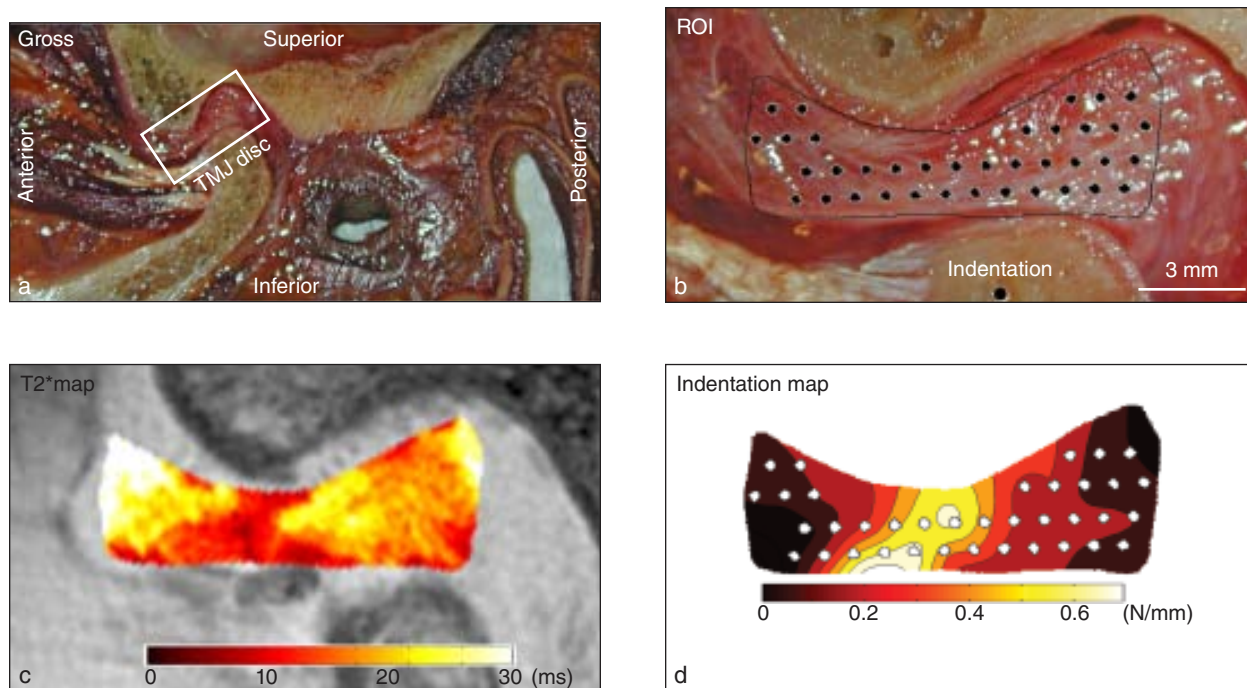 Gross
Superior
Anterior
TMJ disc
Posterior
Inferior
a
ROI
Indentation
3 mm
b
T2*map
0 10 20 30 (ms)
c
Indentation map
0 0.2 0.4 0.6 (N/mm)
d